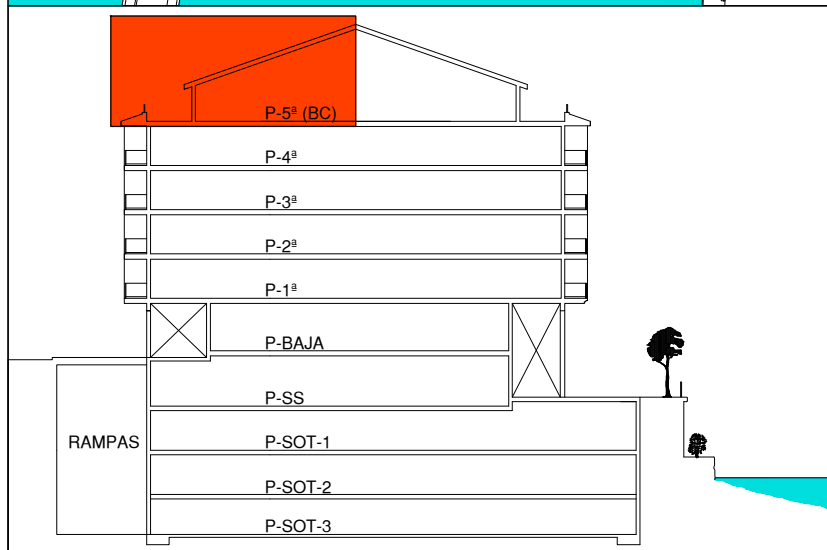 P-5ª (BC)
P-4ª
P-3ª
P-2ª
P-1ª
P-BAJA
P-SS
RAMPAS
P-SOT-1
P-SOT-2
P-SOT-3